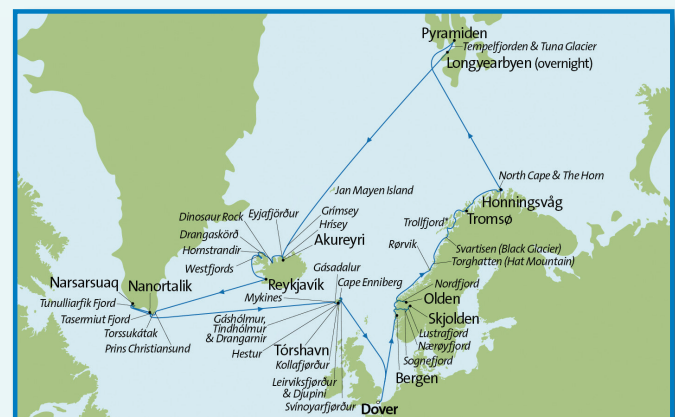 Pyramiden
Tempelfjorden & Tuna Glacier
Longyearbyen (overnight)
North Cape & The Horn
Honningsvåg
Tromsø
Jan Mayen Island
Trollfjord*
Rørvik
Svartisen (Black Glacier)
Torghatten (Hat Mountain)
Dinosaur Rock
Eyjafjörður
Grímsey
Hrísey
Akureyri
Drangaskörð
Hornstrandir
Westfjords
Reykjavik
Gásadalur
Cape Enniberg
Mykines
Narsarsuaq
Nanortalik
Tunulliarfik Fjord
Tasermiut Fjord
Torssukátak
Prins Christiansund
Gáshólmur,
Tindhólmur
& Drangarnir
Hestur
Tórshavn
Kollafjørður
Leirviksfjørður
& Djupini
Svinoyarfjørður
Nordfjord
Olden
Skjolden
Lustrafjord
Nærøyfjord
Sognefjord
Bergen
Dover